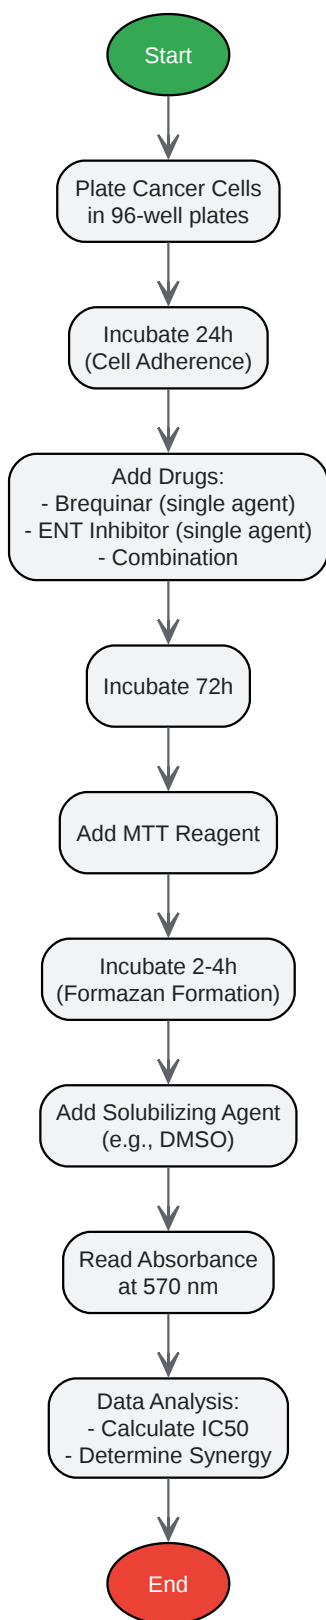 Start
Plate Cancer Cells
in 96-well plates
Incubate 24h
(Cell Adherence)
Add Drugs:
- Brequinar (single agent)
- ENT Inhibitor (single agent)
- Combination
Incubate 72h
Add MTT Reagent
Incubate 2-4h
(Formazan Formation)
Add Solubilizing Agent
(e.g., DMSO)
Read Absorbance
at 570 nm
Data Analysis:
- Calculate IC50
- Determine Synergy
End